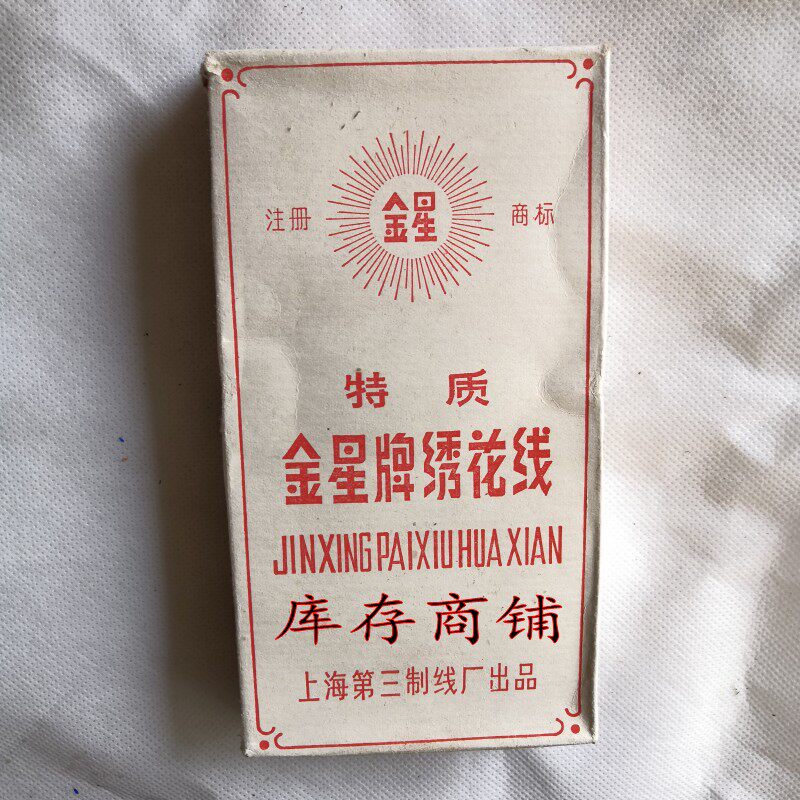 金星
注册 商标
特质
金星牌绣花线
JINXING PAIXIU HUA XIAN
库存商铺
上海第三制线厂出品